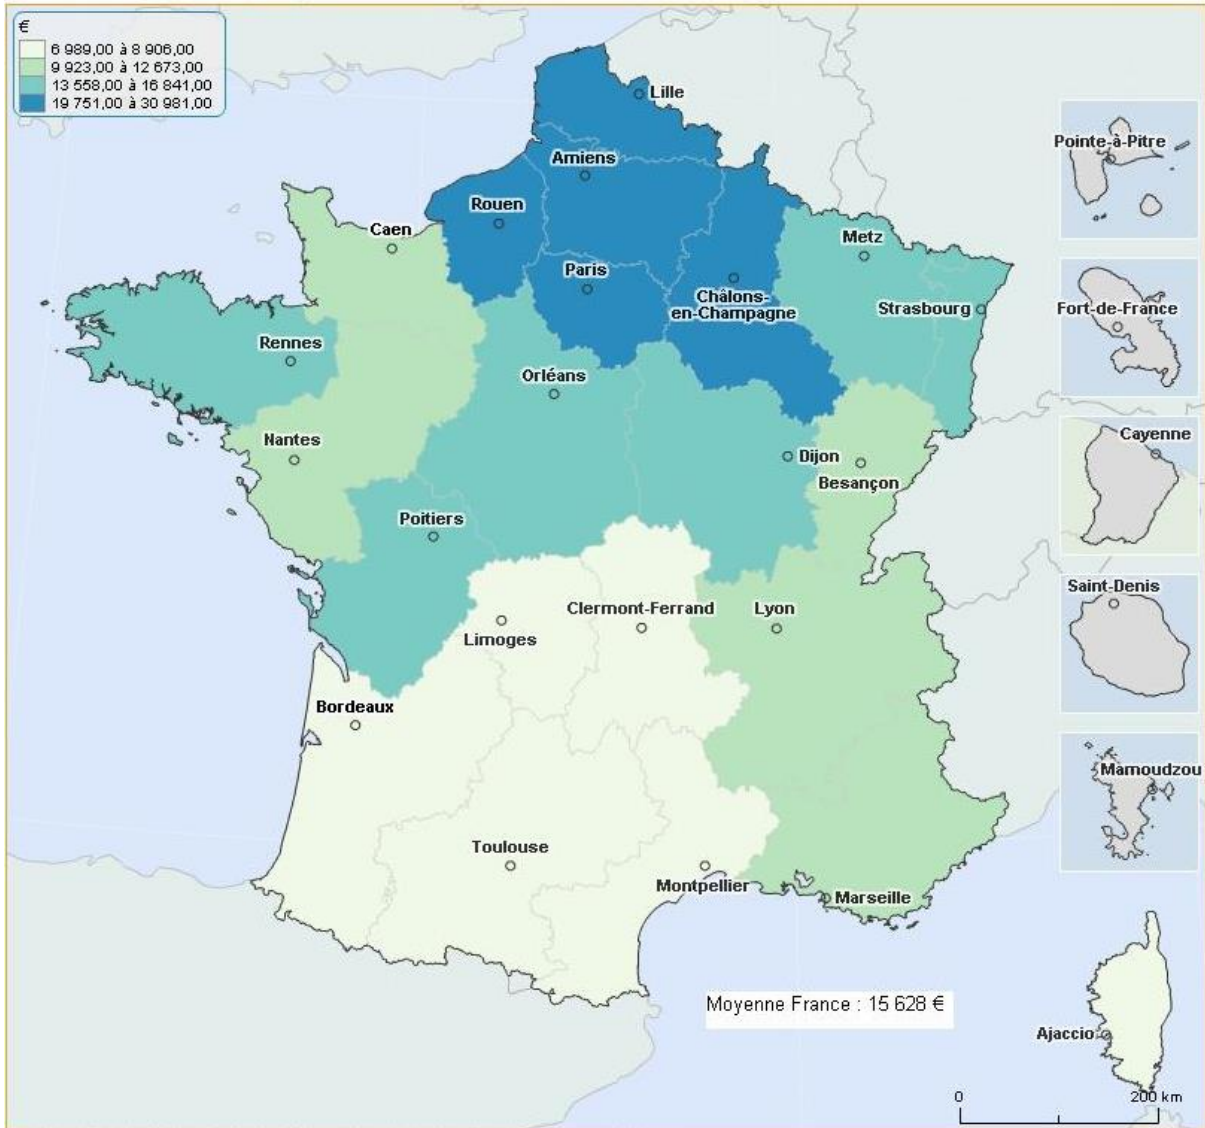 €
6 989,00 à 8 906,00
9 923,00 à 12 673,00
13 558,00 à 16 841,00
19 751,00 à 30 981,00
Lille
Amiens
Rouen
Caen
Paris
Metz
Châlons-
en-Champagne
Strasbourg
Rennes
Orléans
Nantes
Dijon
Besançon
Poitiers
Limoges
Clermont-Ferrand
Lyon
Bordeaux
Toulouse
Montpellier
Marseille
Pointe-à-Pitre
Fort-de-France
Cayenne
Saint-Denis
Mamoudzou
Moyenne France : 15 628 €
Ajaccio
0 200 km